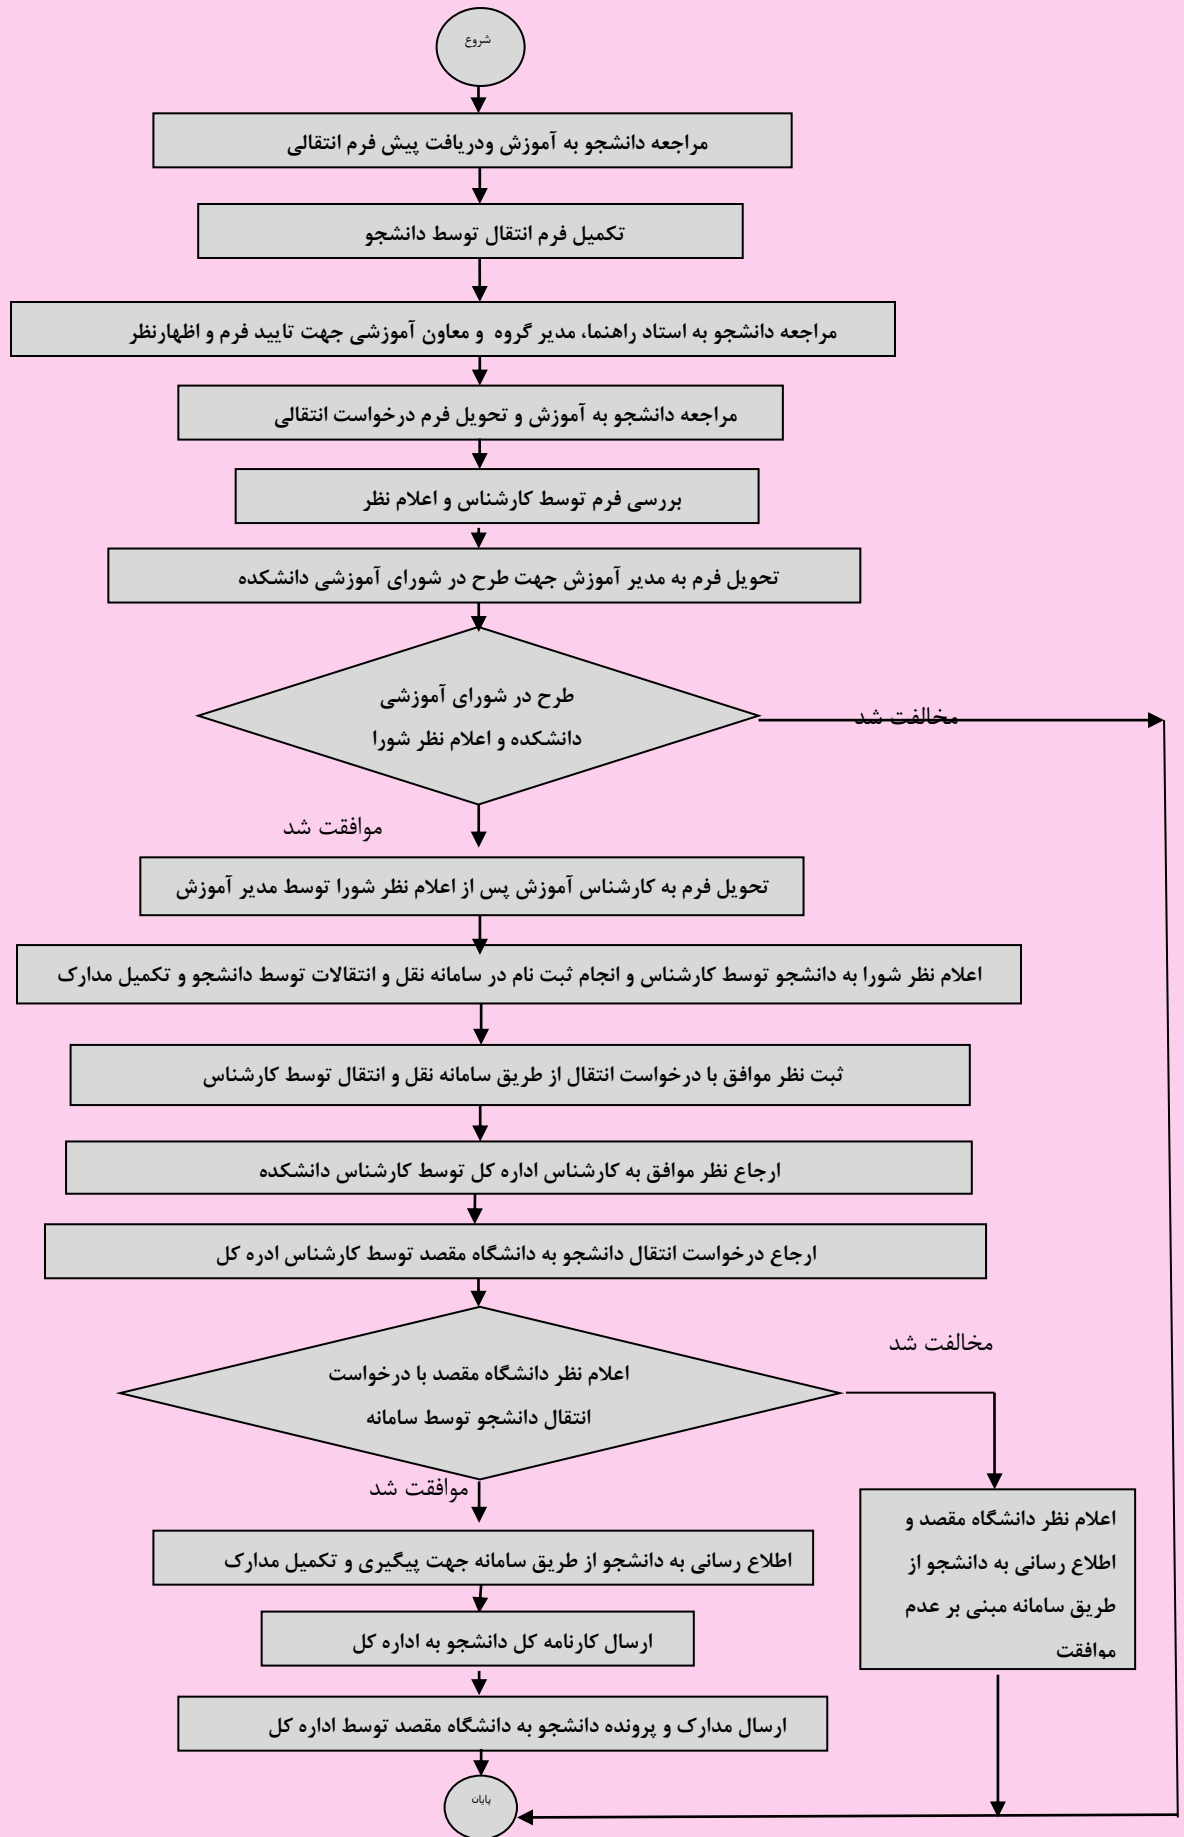 شروع
مراجعه دانشجو به آموزش ودریافت پیش فرم انتقالی
تکمیل فرم انتقال توسط دانشجو
مراجعه دانشجو به استاد راهنما، مدیر گروه و معاون آموزشی جهت تایید فرم و اظهارنظر
مراجعه دانشجو به آموزش و تحویل فرم درخواست انتقالی
بررسی فرم توسط کارشناس و اعلام نظر
تحویل فرم به مدیر آموزش جهت طرح در شورای آموزشی دانشکده
طرح در شورای آموزشی
دانشکده و اعلام نظر شورا
مخالفت شد
موافقت شد
تحویل فرم به کارشناس آموزش پس از اعلام نظر شورا توسط مدیر آموزش
اعلام نظر شورا به دانشجو توسط کارشناس و انجام ثبت نام در سامانه نقل و انتقالات توسط دانشجو و تکمیل مدارک
ثبت نظر موافق با درخواست انتقال از طریق سامانه نقل و انتقال توسط کارشناس
ارجاع نظر موافق به کارشناس اداره کل توسط کارشناس دانشکده
ارجاع درخواست انتقال دانشجو به دانشگاه مقصد توسط کارشناس ادره کل
مخالفت شد
اعلام نظر دانشگاه مقصد با درخواست
انتقال دانشجو توسط سامانه
موافقت شد
اعلام نظر دانشگاه مقصد و
اطلاع رسانی به دانشجو از
طریق سامانه مبنی بر عدم
موافقت
اطلاع رسانی به دانشجو از طریق سامانه جهت پیگیری و تکمیل مدارک
ارسال کارنامه کل دانشجو به اداره کل
ارسال مدارک و پرونده دانشجو به دانشگاه مقصد توسط اداره کل
پایان